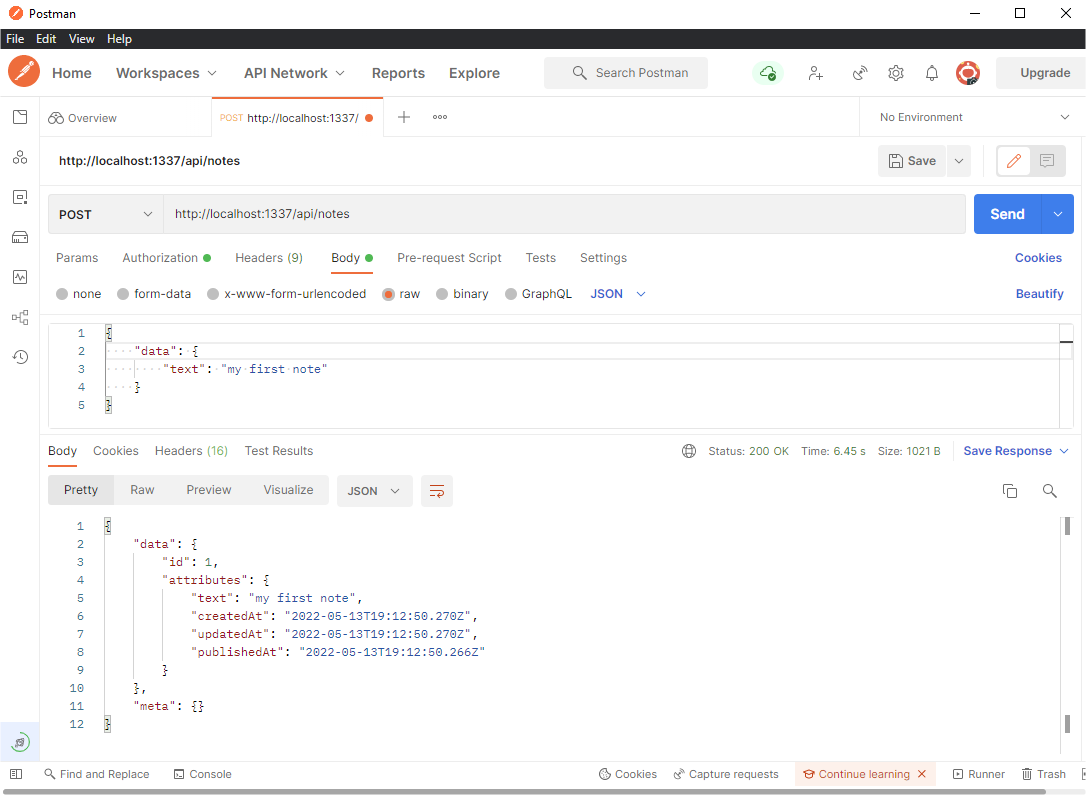 Postman
File Edit View Help
Home Workspaces API Network Reports Explore Search Postman Upgrade
Overview POST http://localhost:1337/ No Environment
http://localhost:1337/api/notes Save
POST http://localhost:1337/api/notes Send
Params Authorization Headers (9) Body Pre-request Script Tests Settings Cookies
none form-data x-www-form-urlencoded raw binary GraphQL JSON Beautify
1 {
2 "data": {
3 "text": "my first note"
4 }
5 }
Body Cookies Headers (16) Test Results Status: 200 OK Time: 6.45 s Size: 1021 B Save Response
Pretty Raw Preview Visualize JSON
1 {
2 "data": {
3 "id": 1,
4 "attributes": {
5 "text": "my first note",
6 "createdAt": "2022-05-13T19:12:50.270Z",
7 "updatedAt": "2022-05-13T19:12:50.270Z",
8 "publishedAt": "2022-05-13T19:12:50.266Z"
9 }
10 },
11 "meta": {}
12 }
Find and Replace Console Cookies Capture requests Continue learning Runner Trash